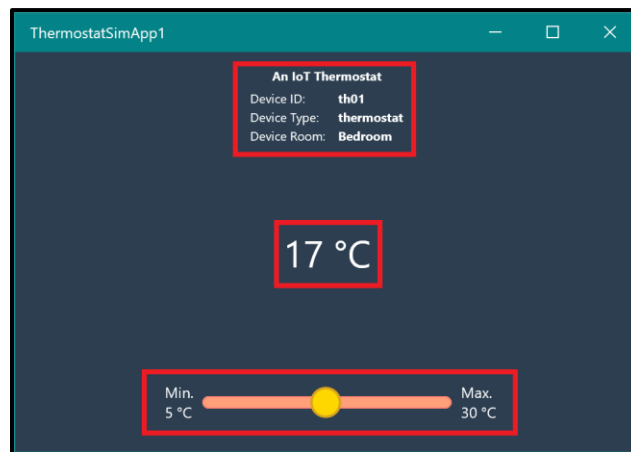 ThermostatSimApp1
An IoT Thermostat
Device ID: th01
Device Type: thermostat
Device Room: Bedroom
17 °C
Min. Max.
5 °C 30 °C